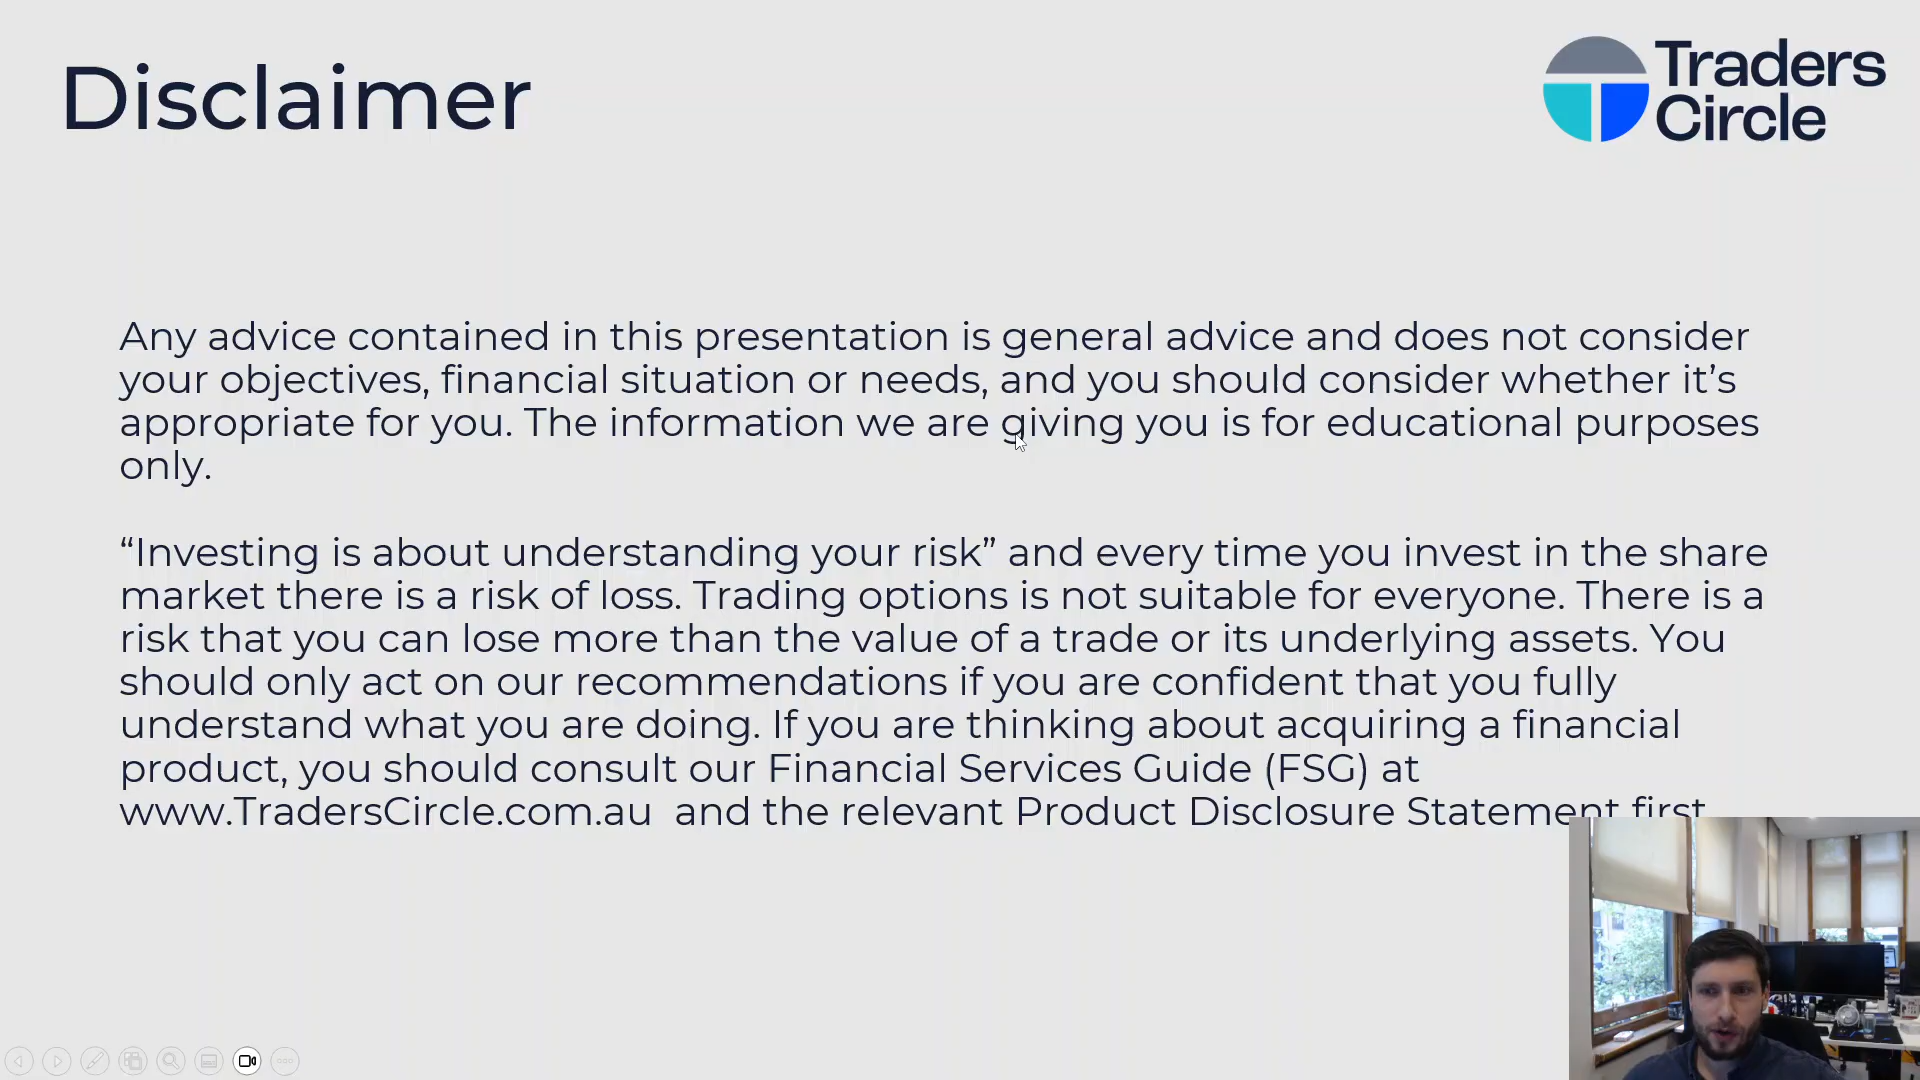 Disclaimer
Traders
Circle
Any advice contained in this presentation is general advice and does not consider
your objectives, financial situation or needs, and you should consider whether it’s
appropriate for you. The information we are giving you is for educational purposes
only.
“Investing is about understanding your risk” and every time you invest in the share
market there is a risk of loss. Trading options is not suitable for everyone. There is a
risk that you can lose more than the value of a trade or its underlying assets. You
should only act on our recommendations if you are confident that you fully
understand what you are doing. If you are thinking about acquiring a financial
product, you should consult our Financial Services Guide (FSG) at
www.TradersCircle.com.au and the relevant Product Disclosure Statement first